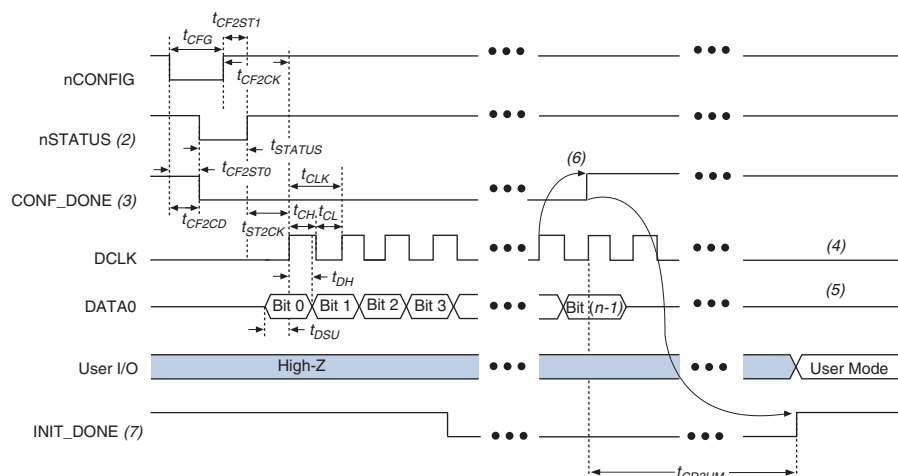 tCF2ST1
tCFG
nCONFIG
tCF2CK
nSTATUS (2)
tSTATUS
tCF2ST0
(6)
tCLK
CONF_DONE (3)
tCF2CD
tST2CK
tCH
tCL
DCLK
(4)
tDH
DATA0
Bit 0
Bit 1
Bit 2
Bit 3
Bit (n-1)
(5)
tDSU
User I/O
High-Z
User Mode
INIT_DONE (7)
tCD2UM